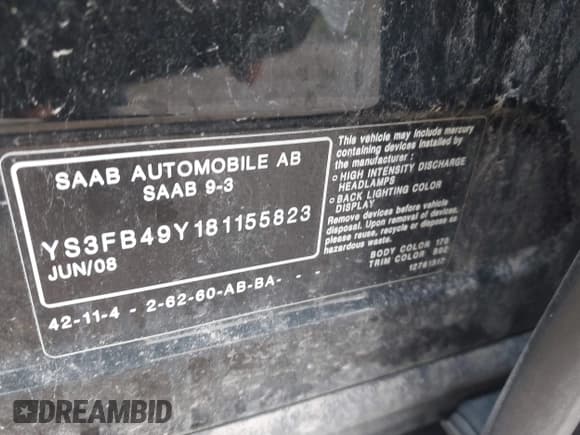 SAAB AUTOMOBILE AB
SAAB 9-3
YS3FB49Y181155823
JUN/08
42-11-4 - 2-62-60-AB-BA- - -
This vehicle may include mercury
containing devices installed by
the manufacturer :
○ HIGH INTENSITY DISCHARGE
HEADLAMPS
○ BACK LIGHTING COLOR
DISPLAY
Remove devices before vehicle
disposal. Upon removal of devices,
please reuse, recycle or dispose as
hazardous waste.
BODY COLOR 170
TRIM COLOR
DREAMBID